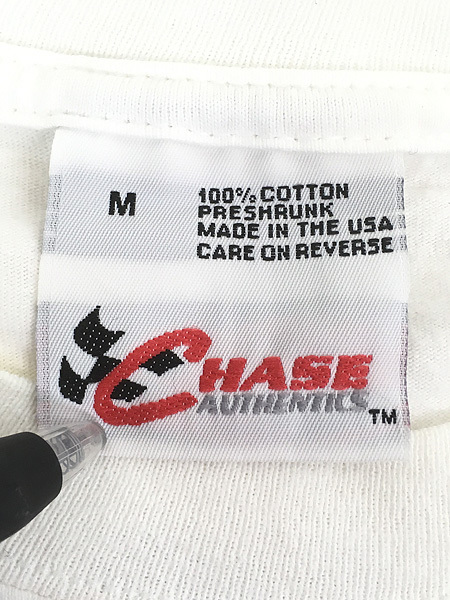 M
100% COTTON
PRESHRUNK
MADE IN THE USA
CARE ON REVERSE
CHASE
AUTHENTICS
TM